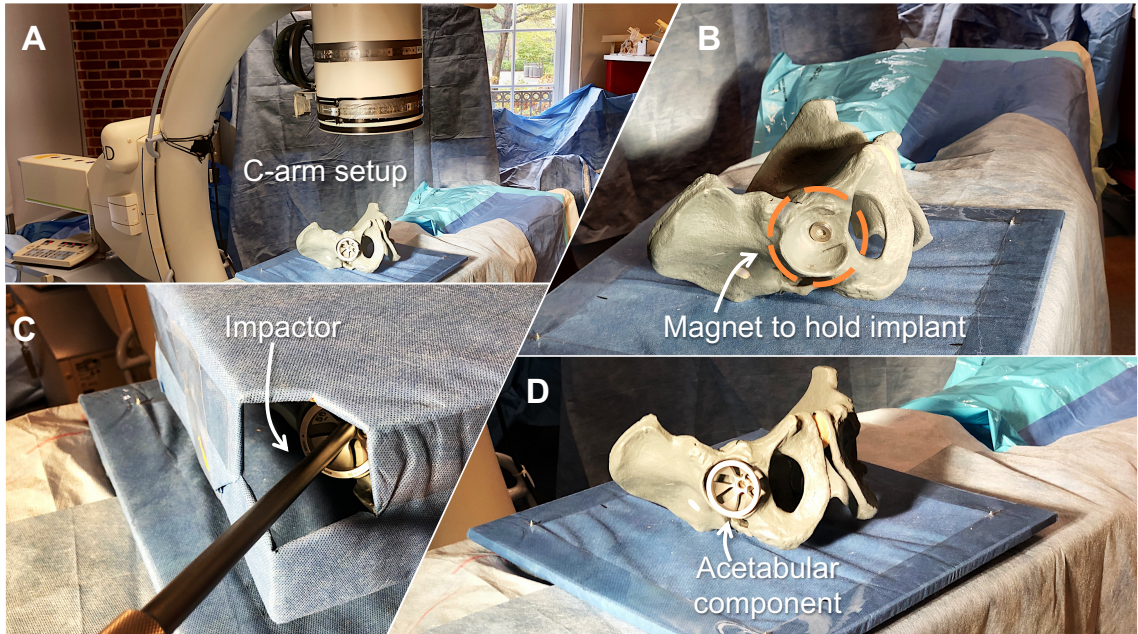 A
C-arm setup
B
Magnet to hold implant
C
Impactor
D
Acetabular
component